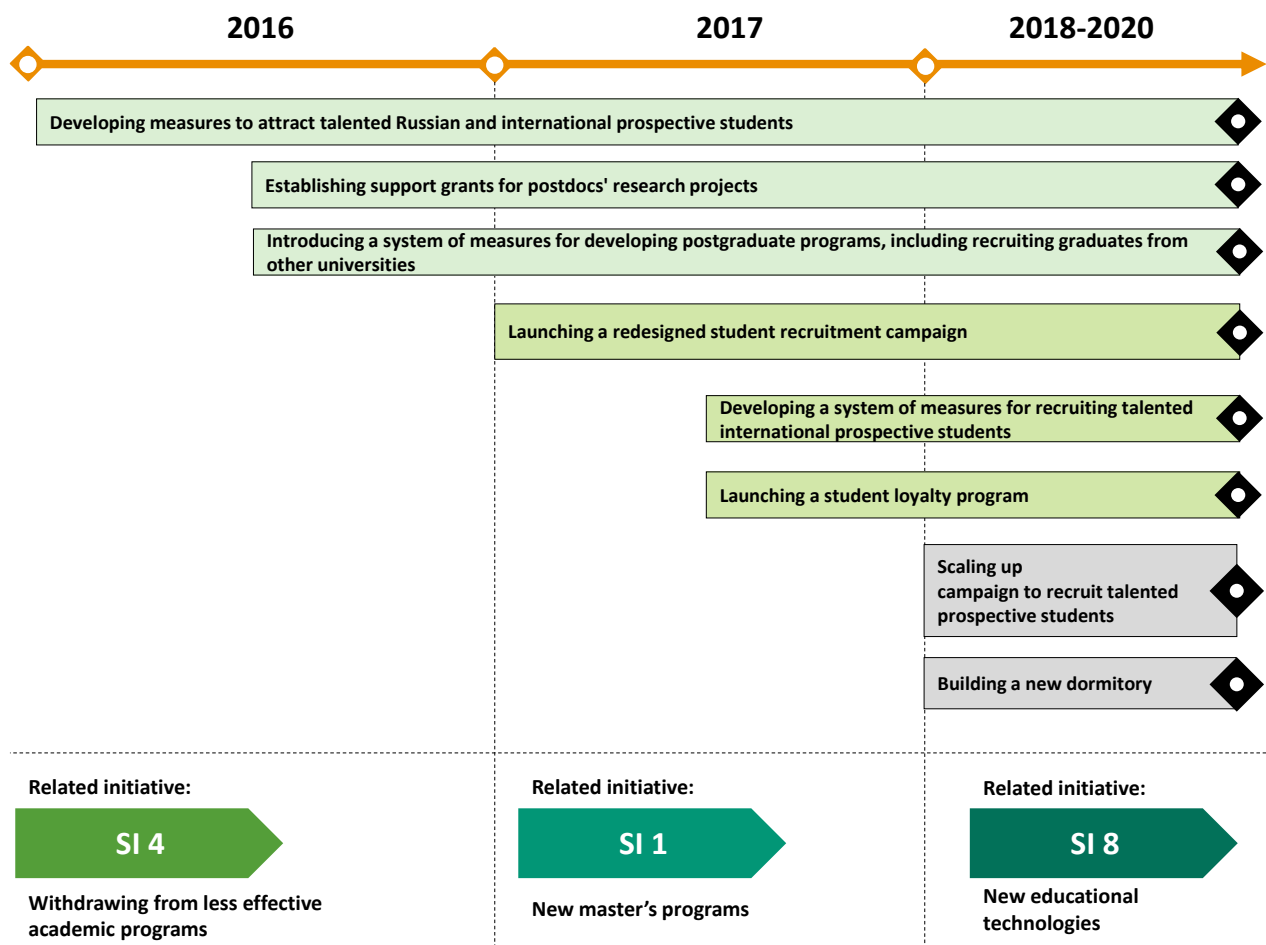 2016
2017
2018-2020
Developing measures to attract talented Russian and international prospective students
Establishing support grants for postdocs' research projects
Introducing a system of measures for developing postgraduate programs, including recruiting graduates from
other universities
Launching a redesigned student recruitment campaign
Developing a system of measures for recruiting talented
international prospective students
Launching a student loyalty program
Scaling up
campaign to recruit talented
prospective students
Building a new dormitory
Related initiative:
SI 4
Withdrawing from less effective
academic programs
Related initiative:
SI 1
New master’s programs
Related initiative:
SI 8
New educational
technologies